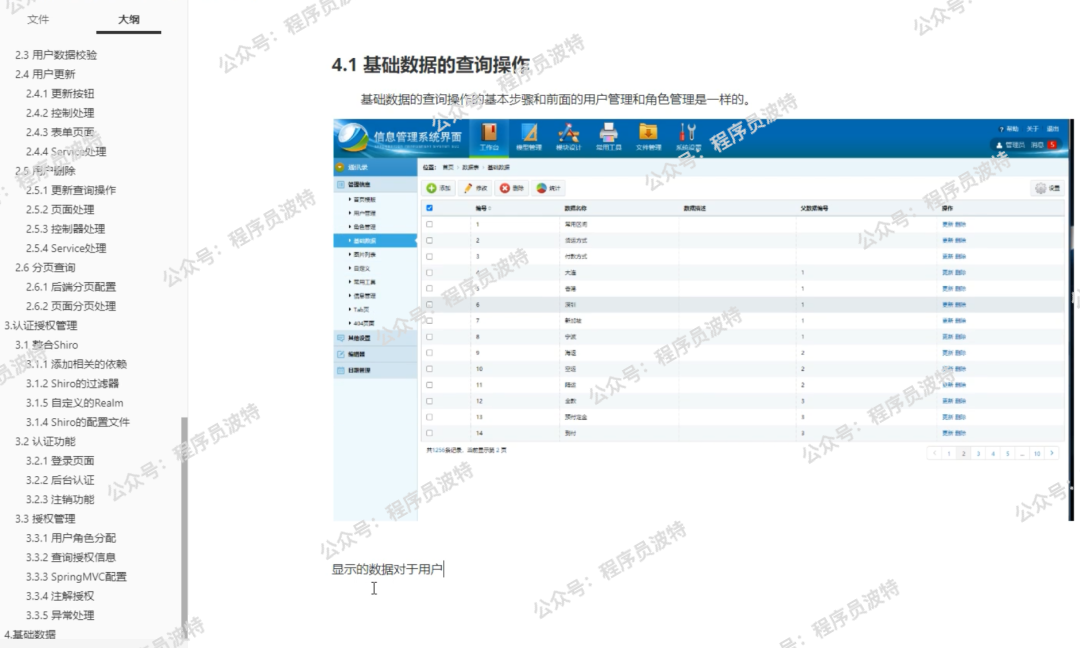 文件 大纲
2.3 用户数据校验
2.4 用户更新
2.4.1 更新按钮
2.4.2 控制处理
2.4.3 表单页面
2.4.4 Service处理
2.5 用户删除
2.5.1 更新查询操作
2.5.2 页面处理
2.5.3 控制器处理
2.5.4 Service处理
2.6 分页查询
2.6.1 后端分页配置
2.6.2 页面分页处理
3.认证授权管理
3.1 整合Shiro
3.1.1 添加相关的依赖
3.1.2 Shiro的过滤器
3.1.5 自定义的Realm
3.1.4 Shiro的配置文件
3.2 认证功能
3.2.1 登录页面
3.2.2 后台认证
3.2.3 注销功能
3.3 授权管理
3.3.1 用户角色分配
3.3.2 查询授权信息
3.3.3 SpringMVC配置
3.3.4 注解授权
3.3.5 异常处理
4.基础数据
4.1 基础数据的查询操作
基础数据的查询操作的基本步骤和前面的用户管理和角色管理是一样的。
信息管理系统界面
工作台 模型管理 模块设计 常用工具 文件管理 系统设置
帮助 关于 退出
管理员 消息 5
通讯录
位置: 首页 数据表 基础数据
管理信息
首页模板
用户管理
角色管理
基础数据
图片列表
自定义
常用工具
信息管理
Tab页
404页面
其他设置
编辑器
日期管理
添加 修改 删除 统计 设置
编号 数据名称 数据描述 父数据编号 操作
1 常用区间 更新 删除
2 更新 删除
3 付款方式 更新 删除
大连 1 更新 删除
1 更新 删除
6 深圳 1 更新 删除
7 新加坡 1 更新 删除
8 宁波 1 更新 删除
9 海运 2 更新 删除
10 空运 2 更新 删除
11 陆运 2 更新 删除
12 全款 3 更新 删除
13 预付定金 3 更新 删除
14 到付 3 更新 删除
共1256条记录，当前显示第 2 页
< 1 2 3 4 5 ... 10 >
显示的数据对于用户
公众号：程序员波特